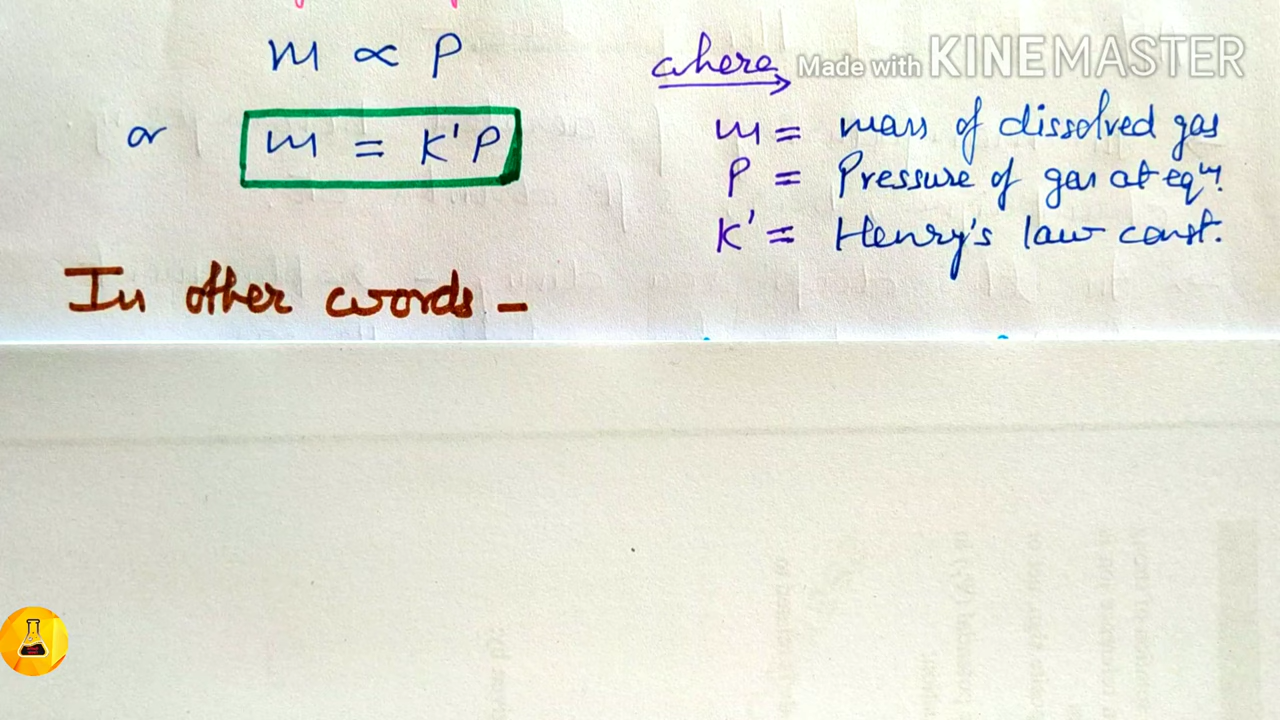 m ∝ P
or m = K'P
where
Made with KINEMASTER
m = mass of dissolved gas
P = Pressure of gas at eqm.
K' = Henry's law const.
In other words -